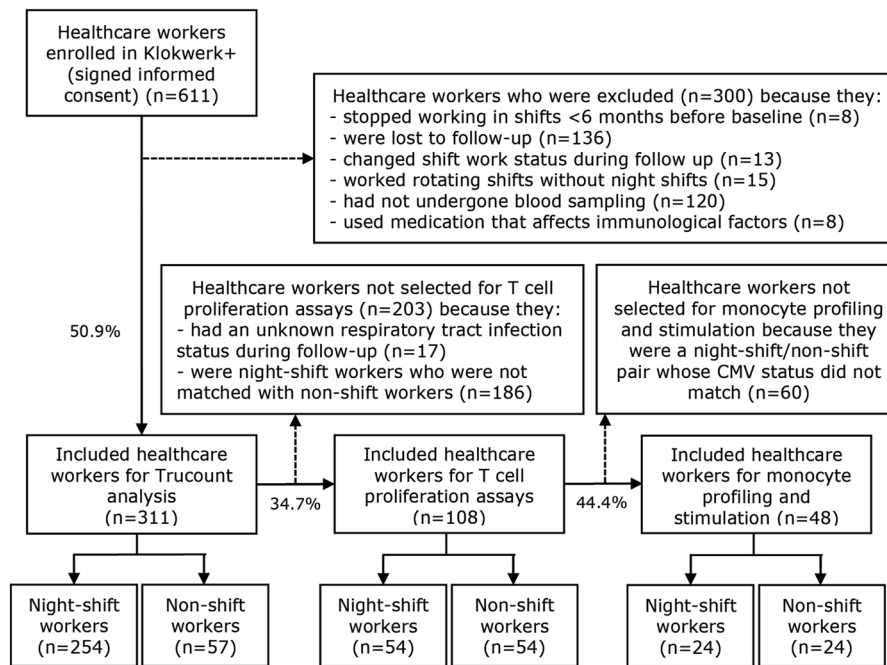 Healthcare workers
enrolled in Klokwerk+
(signed informed
consent) (n=611)
Healthcare workers who were excluded (n=300) because they:
- stopped working in shifts <6 months before baseline (n=8)
- were lost to follow-up (n=136)
- changed shift work status during follow up (n=13)
- worked rotating shifts without night shifts (n=15)
- had not undergone blood sampling (n=120)
- used medication that affects immunological factors (n=8)
50.9%
Healthcare workers not selected for T cell
proliferation assays (n=203) because they:
- had an unknown respiratory tract infection
status during follow-up (n=17)
- were night-shift workers who were not
matched with non-shift workers (n=186)
Healthcare workers not
selected for monocyte profiling
and stimulation because they
were a night-shift/non-shift
pair whose CMV status did not
match (n=60)
Included healthcare
workers for Trucount
analysis
(n=311)
34.7%
Included healthcare
workers for T cell
proliferation assays
(n=108)
44.4%
Included healthcare
workers for monocyte
profiling and
stimulation (n=48)
Night-shift
workers
(n=254)
Non-shift
workers
(n=57)
Night-shift
workers
(n=54)
Non-shift
workers
(n=54)
Night-shift
workers
(n=24)
Non-shift
workers
(n=24)